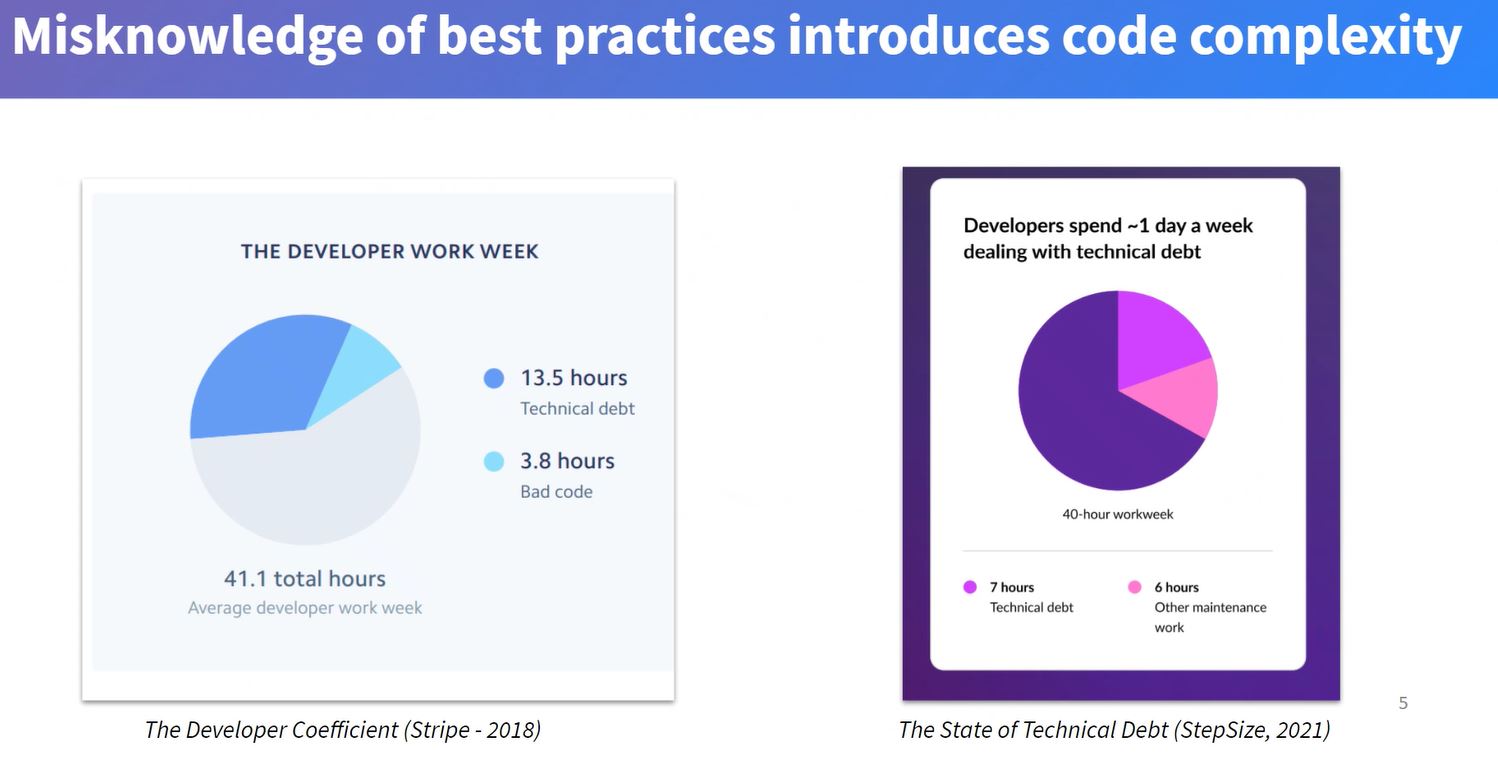 Misknowledge of best practices introduces code complexity
THE DEVELOPER WORK WEEK
13.5 hours
Technical debt
3.8 hours
Bad code
41.1 total hours
Average developer work week
The Developer Coefficient (Stripe - 2018)
Developers spend ~1 day a week
dealing with technical debt
40-hour workweek
7 hours
Technical debt
6 hours
Other maintenance
work
The State of Technical Debt (StepSize, 2021)
5